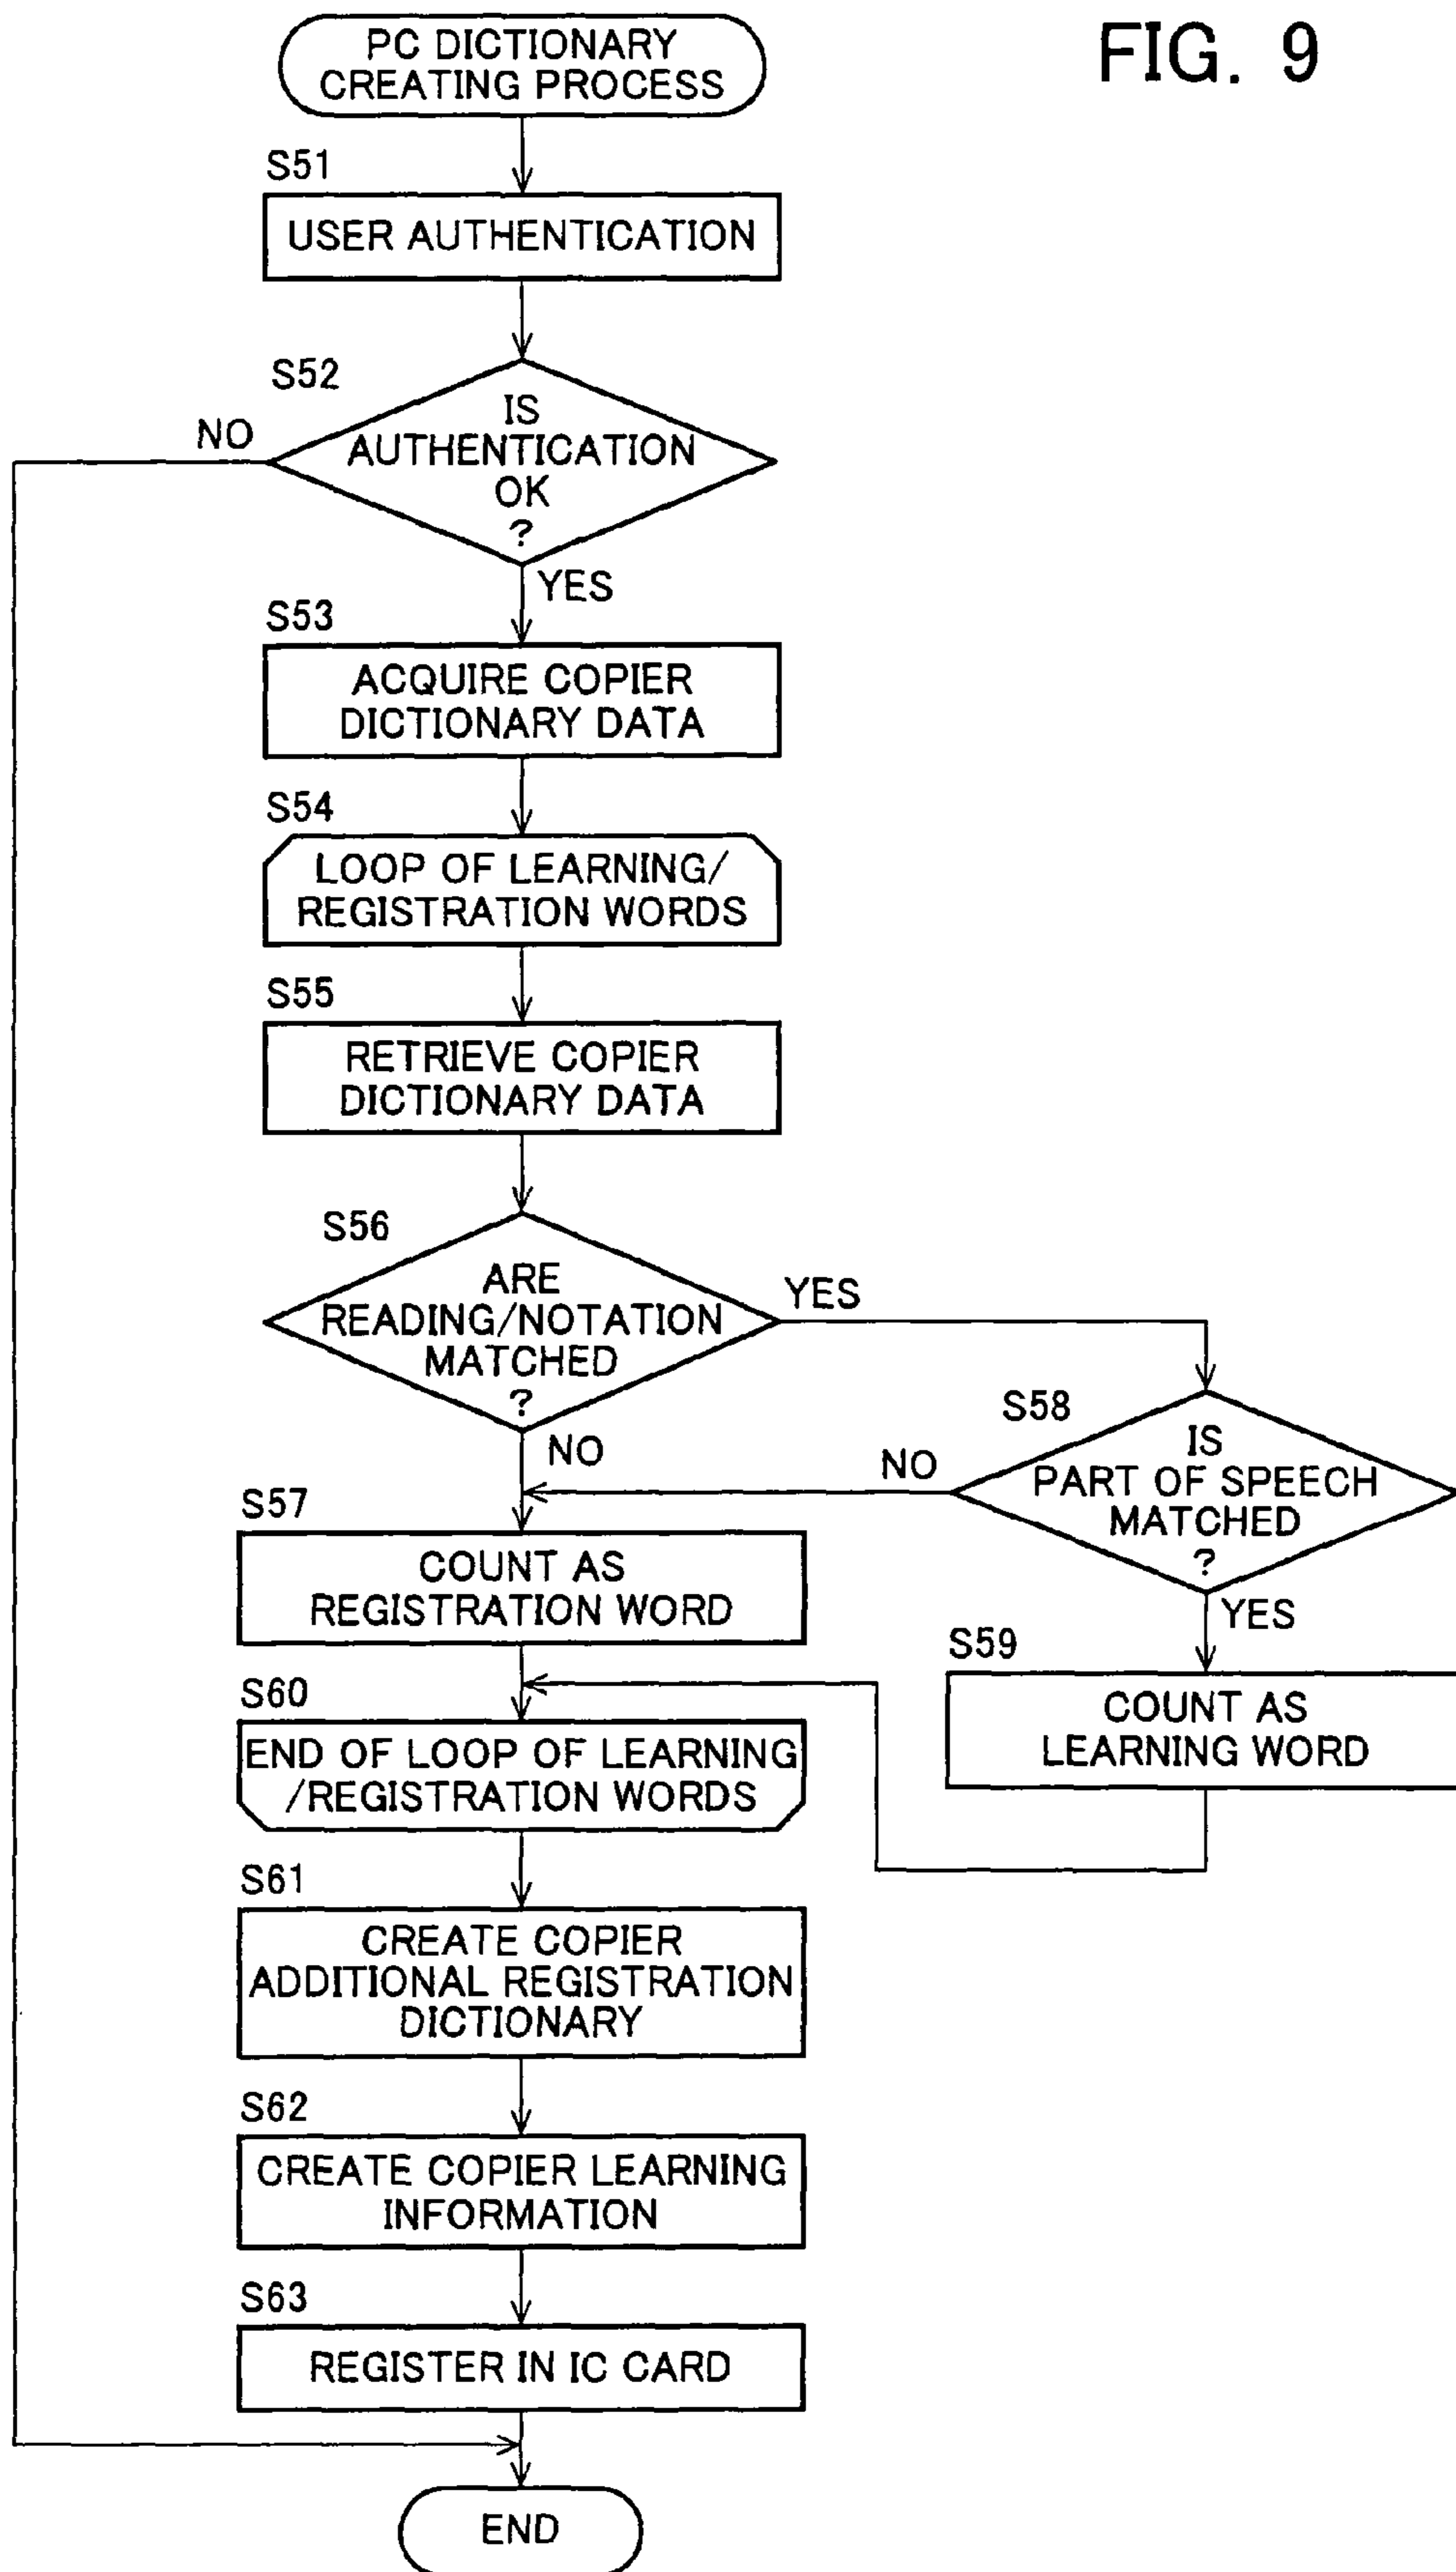 FIG. 9
PC DICTIONARY
CREATING PROCESS
S51
USER AUTHENTICATION
S52
IS
AUTHENTICATION
OK
?
NO
YES
S53
ACQUIRE COPIER
DICTIONARY DATA
S54
LOOP OF LEARNING/
REGISTRATION WORDS
S55
RETRIEVE COPIER
DICTIONARY DATA
S56
ARE
READING/NOTATION
MATCHED
?
YES
NO
S58
IS
PART OF SPEECH
MATCHED
?
NO
YES
S57
COUNT AS
REGISTRATION WORD
S59
COUNT AS
LEARNING WORD
S60
END OF LOOP OF LEARNING
/REGISTRATION WORDS
S61
CREATE COPIER
ADDITIONAL REGISTRATION
DICTIONARY
S62
CREATE COPIER LEARNING
INFORMATION
S63
REGISTER IN IC CARD
END